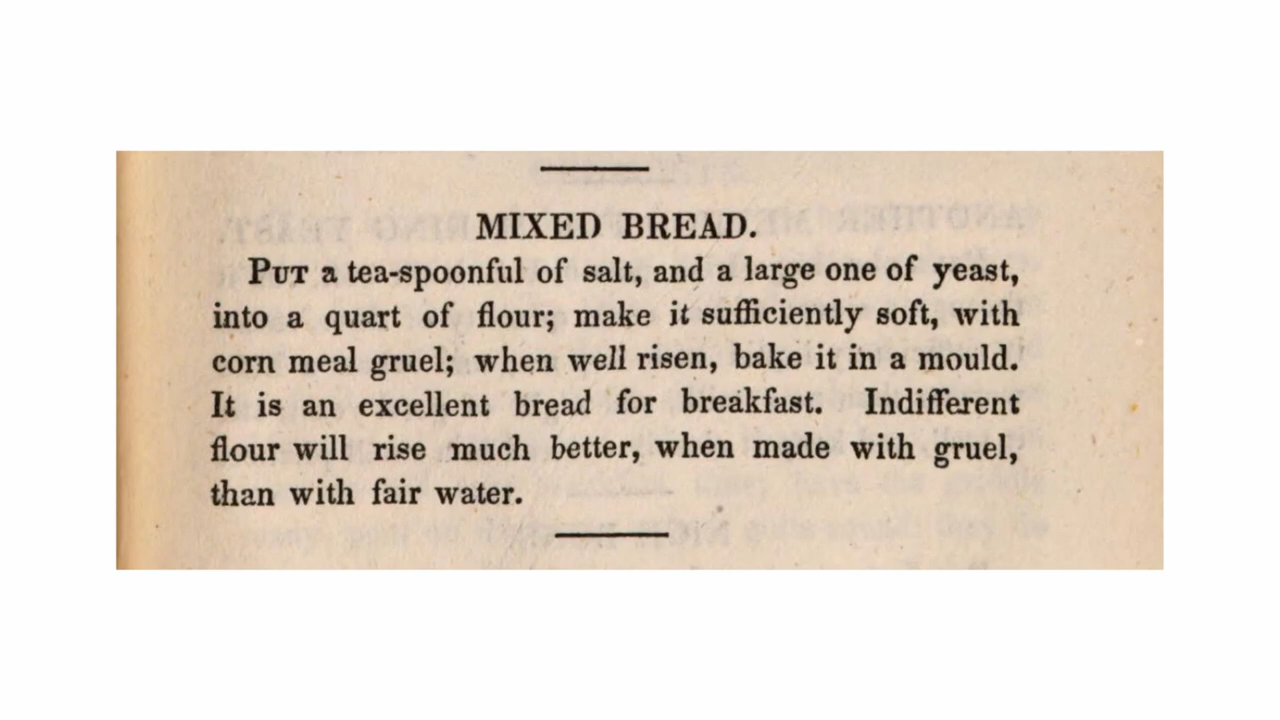 MIXED BREAD.
PUT a tea-spoonful of salt, and a large one of yeast,
into a quart of flour; make it sufficiently soft, with
corn meal gruel; when well risen, bake it in a mould.
It is an excellent bread for breakfast. Indifferent
flour will rise much better, when made with gruel,
than with fair water.